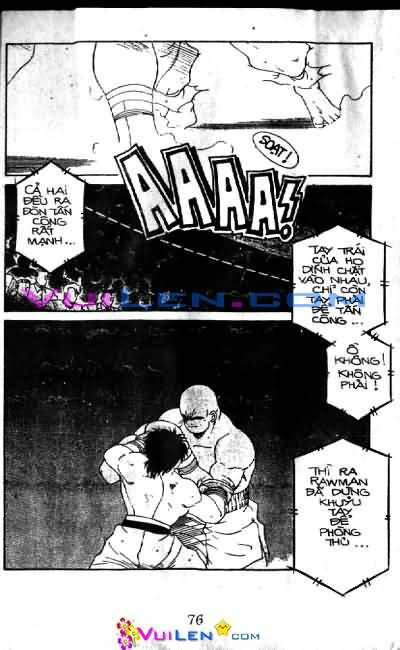 SOẠT!
AAAAA!
CẢ HAI
ĐỀU RA
ĐÒN TẤN
CÔNG
RẤT
MẠNH...
TAY TRÁI
CỦA HỌ
DÍNH CHẶT
VÀO NHAU,
CHỈ CÒN
TAY PHẢI
ĐỂ TẤN
CÔNG...
VUILEN.COM
Ồ
KHÔNG!
KHÔNG
PHẢI!
THÌ RA
RAWMAN
ĐÃ DÙNG
KHUỶU
TAY
ĐỂ
PHÒNG
THỦ...
76
VUILEN.COM